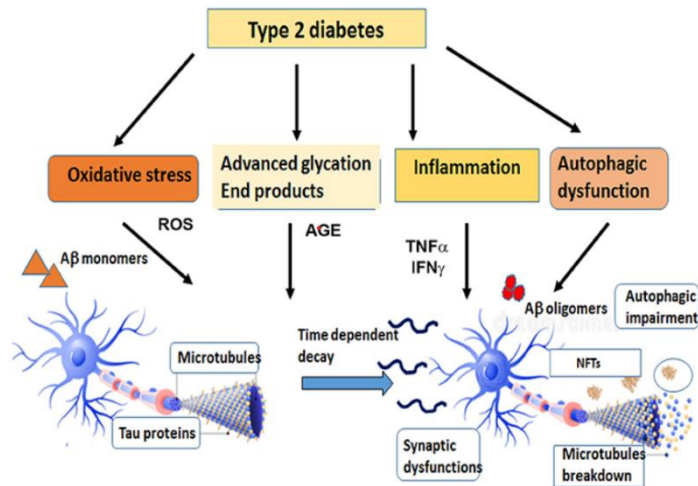 Type 2 diabetes
Oxidative stress
Advanced glycation
End products
Inflammation
Autophagic
dysfunction
ROS
AGE
TNFα
IFNγ
Aβ monomers
Aβ oligomers
Autophagic
impairment
Microtubules
Tau proteins
Time dependent
decay
NFTs
Synaptic
dysfunctions
Microtubules
breakdown